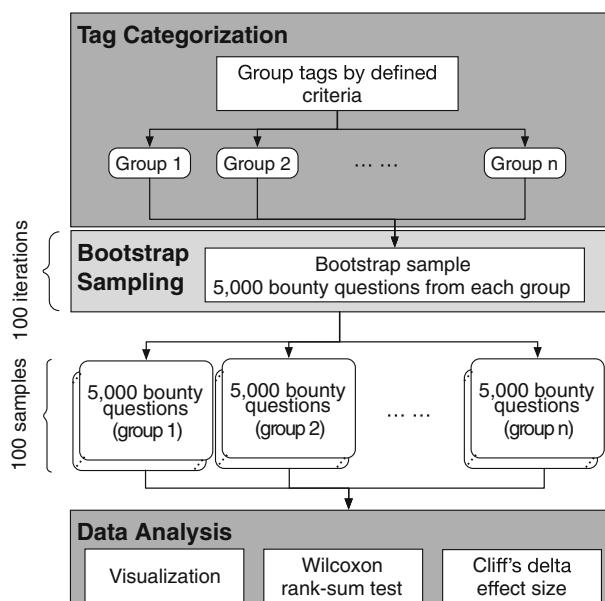 Tag Categorization
Group tags by defined
criteria
Group 1
Group 2
... ...
Group n
100 iterations
Bootstrap
Sampling
Bootstrap sample
5,000 bounty questions from each group
100 samples
5,000 bounty
questions
(group 1)
5,000 bounty
questions
(group 2)
... ...
5,000 bounty
questions
(group n)
Data Analysis
Visualization
Wilcoxon
rank-sum test
Cliff's delta
effect size